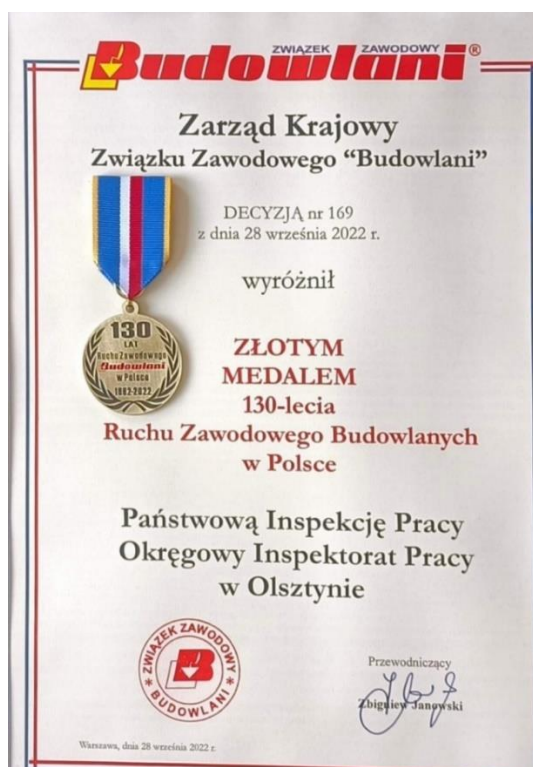 ZWIĄZEK ZAWODOWY
Budowlani®
Zarząd Krajowy
Związku Zawodowego “Budowlani”
DECYZJĄ nr 169
z dnia 28 września 2022 r.
wyróżnił
130
LAT
Ruchu Zawodowego
Budowlani
w Polsce
1892-2022
ZŁOTYM
MEDALEM
130-lecia
Ruchu Zawodowego Budowlanych
w Polsce
Państwową Inspekcję Pracy
Okręgowy Inspektorat Pracy
w Olsztynie
ZWIĄZEK ZAWODOWY
B
BUDOWLANI
Przewodniczący
Zbigniew Janowski
Warszawa, dnia 28 września 2022 r.